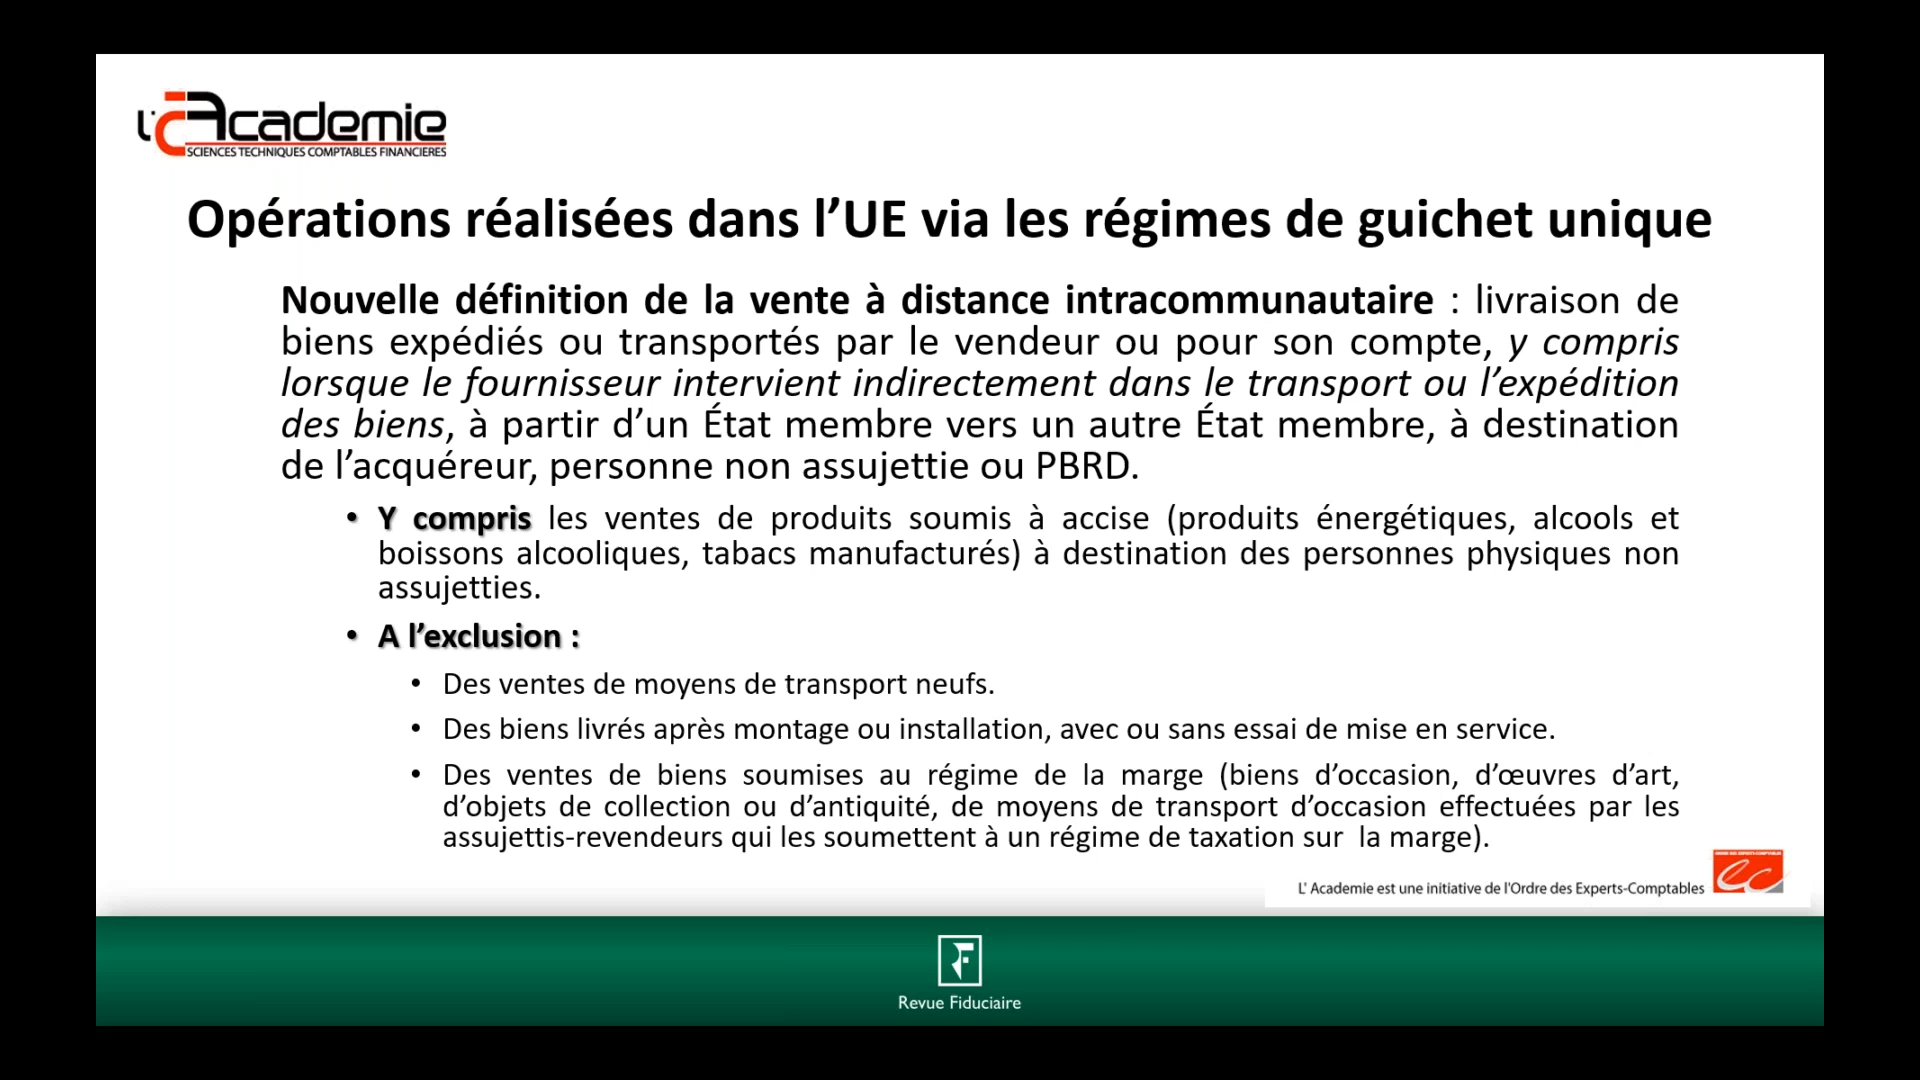 L'Academie
SCIENCES TECHNIQUES COMPTABLES FINANCIERES
Opérations réalisées dans l’UE via les régimes de guichet unique
Nouvelle définition de la vente à distance intracommunautaire : livraison de
biens expédiés ou transportés par le vendeur ou pour son compte, y compris
lorsque le fournisseur intervient indirectement dans le transport ou l’expédition
des biens, à partir d’un État membre vers un autre État membre, à destination
de l’acquéreur, personne non assujettie ou PBRD.
• Y compris les ventes de produits soumis à accise (produits énergétiques, alcools et
boissons alcooliques, tabacs manufacturés) à destination des personnes physiques non
assujetties.
• A l’exclusion :
• Des ventes de moyens de transport neufs.
• Des biens livrés après montage ou installation, avec ou sans essai de mise en service.
• Des ventes de biens soumises au régime de la marge (biens d’occasion, d’œuvres d’art,
d’objets de collection ou d’antiquité, de moyens de transport d’occasion effectuées par les
assujettis-revendeurs qui les soumettent à un régime de taxation sur la marge).
L' Academie est une initiative de l'Ordre des Experts-Comptables
ORDRE DES EXPERTS-COMPTABLES
ec
Revue Fiduciaire